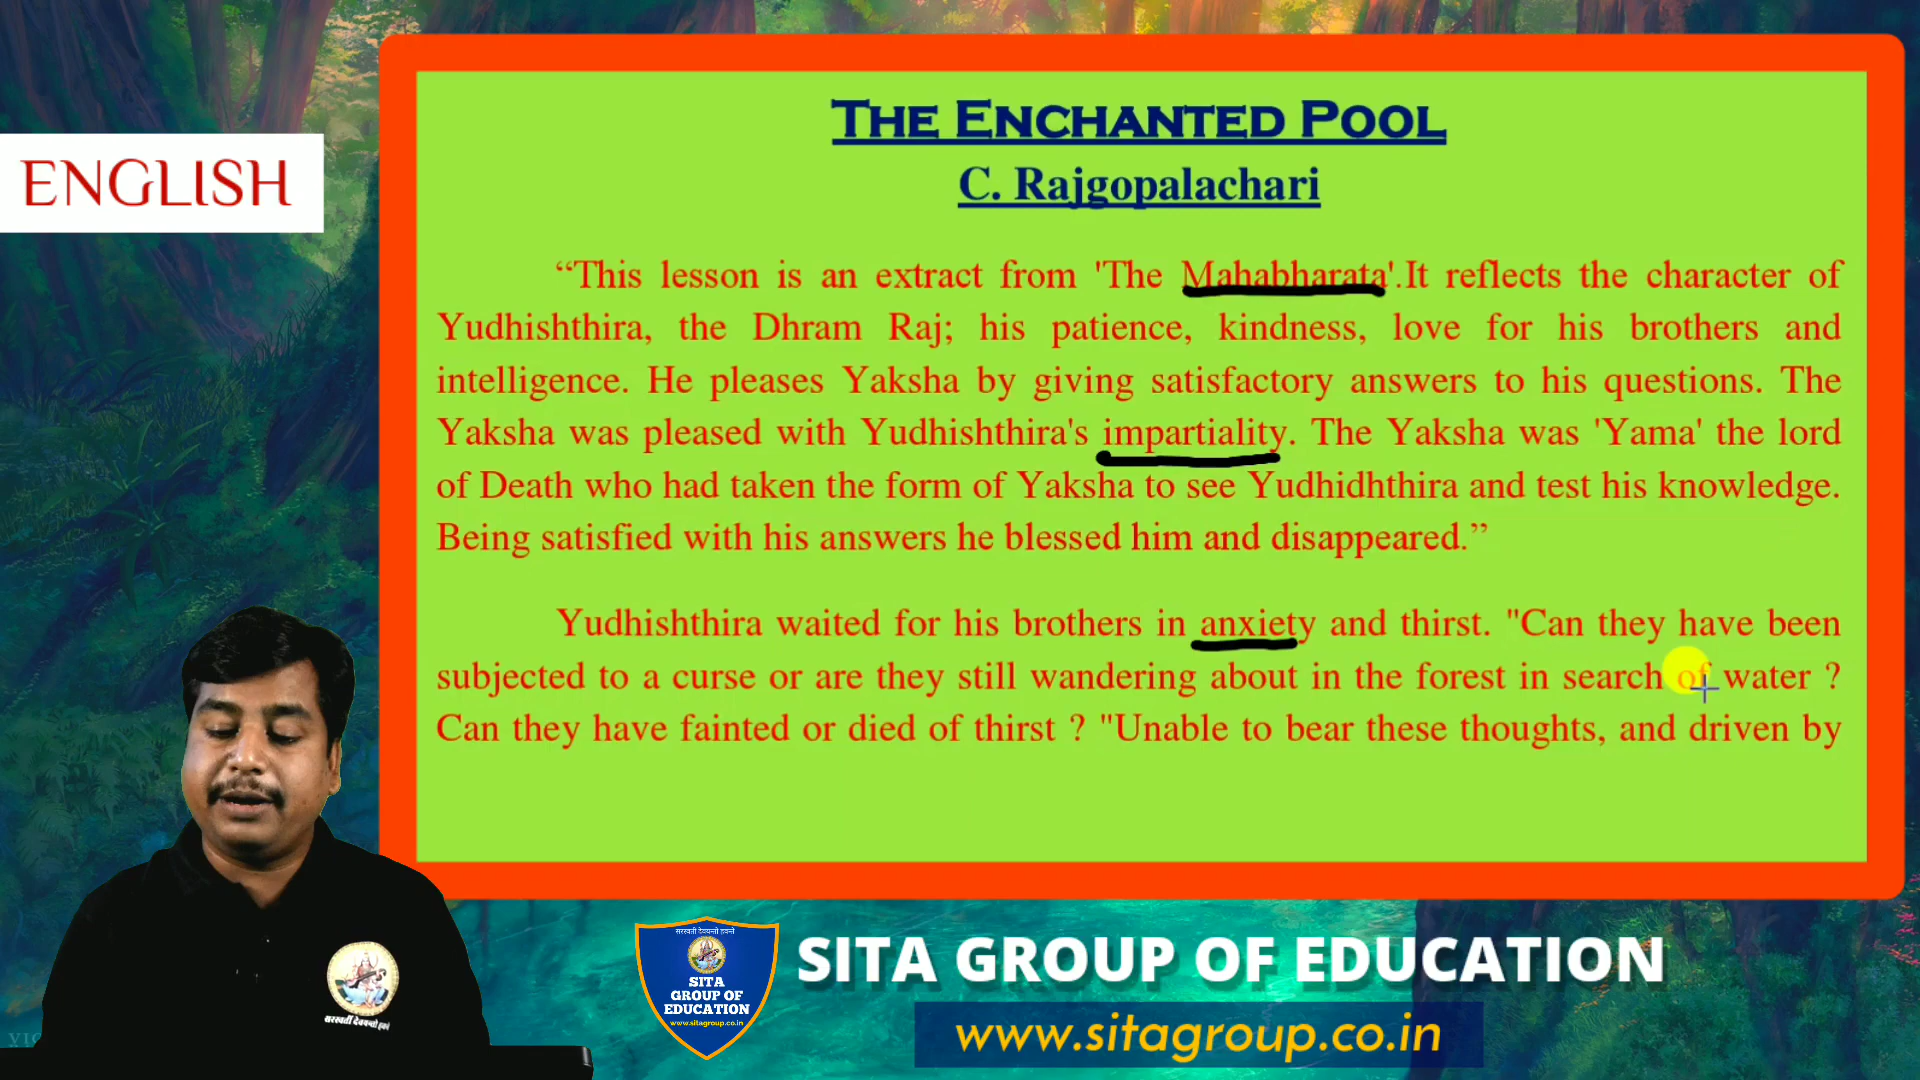 THE ENCHANTED POOL
C. Rajgopalachari
ENGLISH
“This lesson is an extract from 'The Mahabharata'.It reflects the character of
Yudhishthira, the Dhram Raj; his patience, kindness, love for his brothers and
intelligence. He pleases Yaksha by giving satisfactory answers to his questions. The
Yaksha was pleased with Yudhishthira's impartiality. The Yaksha was 'Yama' the lord
of Death who had taken the form of Yaksha to see Yudhidhthira and test his knowledge.
Being satisfied with his answers he blessed him and disappeared.”
Yudhishthira waited for his brothers in anxiety and thirst. "Can they have been
subjected to a curse or are they still wandering about in the forest in search of water ?
Can they have fainted or died of thirst ? "Unable to bear these thoughts, and driven by
SITA
GROUP OF
EDUCATION
www.sitagroup.co.in
SITA GROUP OF EDUCATION
www.sitagroup.co.in